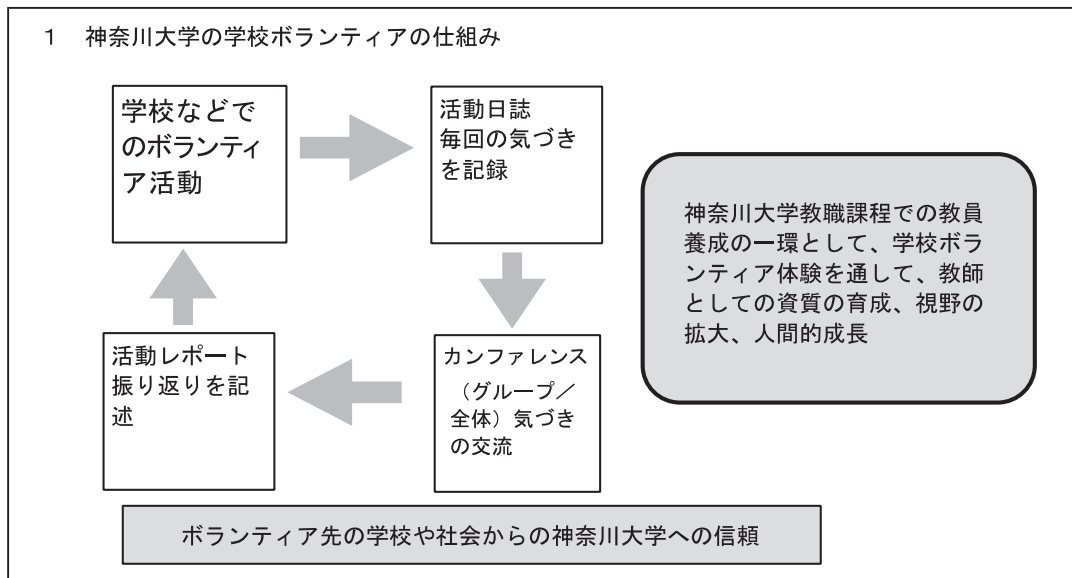 1 神奈川大学の学校ボランティアの仕組み
学校などで
のボランティ
ア活動
活動日誌
毎回の気づき
を記録
神奈川大学教職課程での教員
養成の一環として、学校ボラ
ンティア体験を通して、教師
としての資質の育成、視野の
拡大、人間的成長
カンファレンス
（グループ／
全体）気づき
の交流
活動レポート
振り返りを記
述
ボランティア先の学校や社会からの神奈川大学への信頼